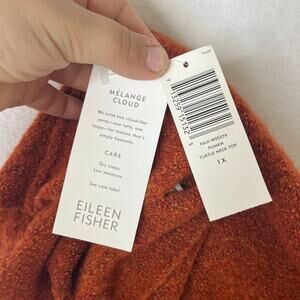 MÉLANGE
CLOUD
We twist two cloud-like
yarns—one lofty, one
loopy—for texture that's
simply heavenly.
CARE
Dry clean.
Low moisture.
See care label.
EILEEN
FISHER
PUMKN
TURTLE NECK TOP
1X